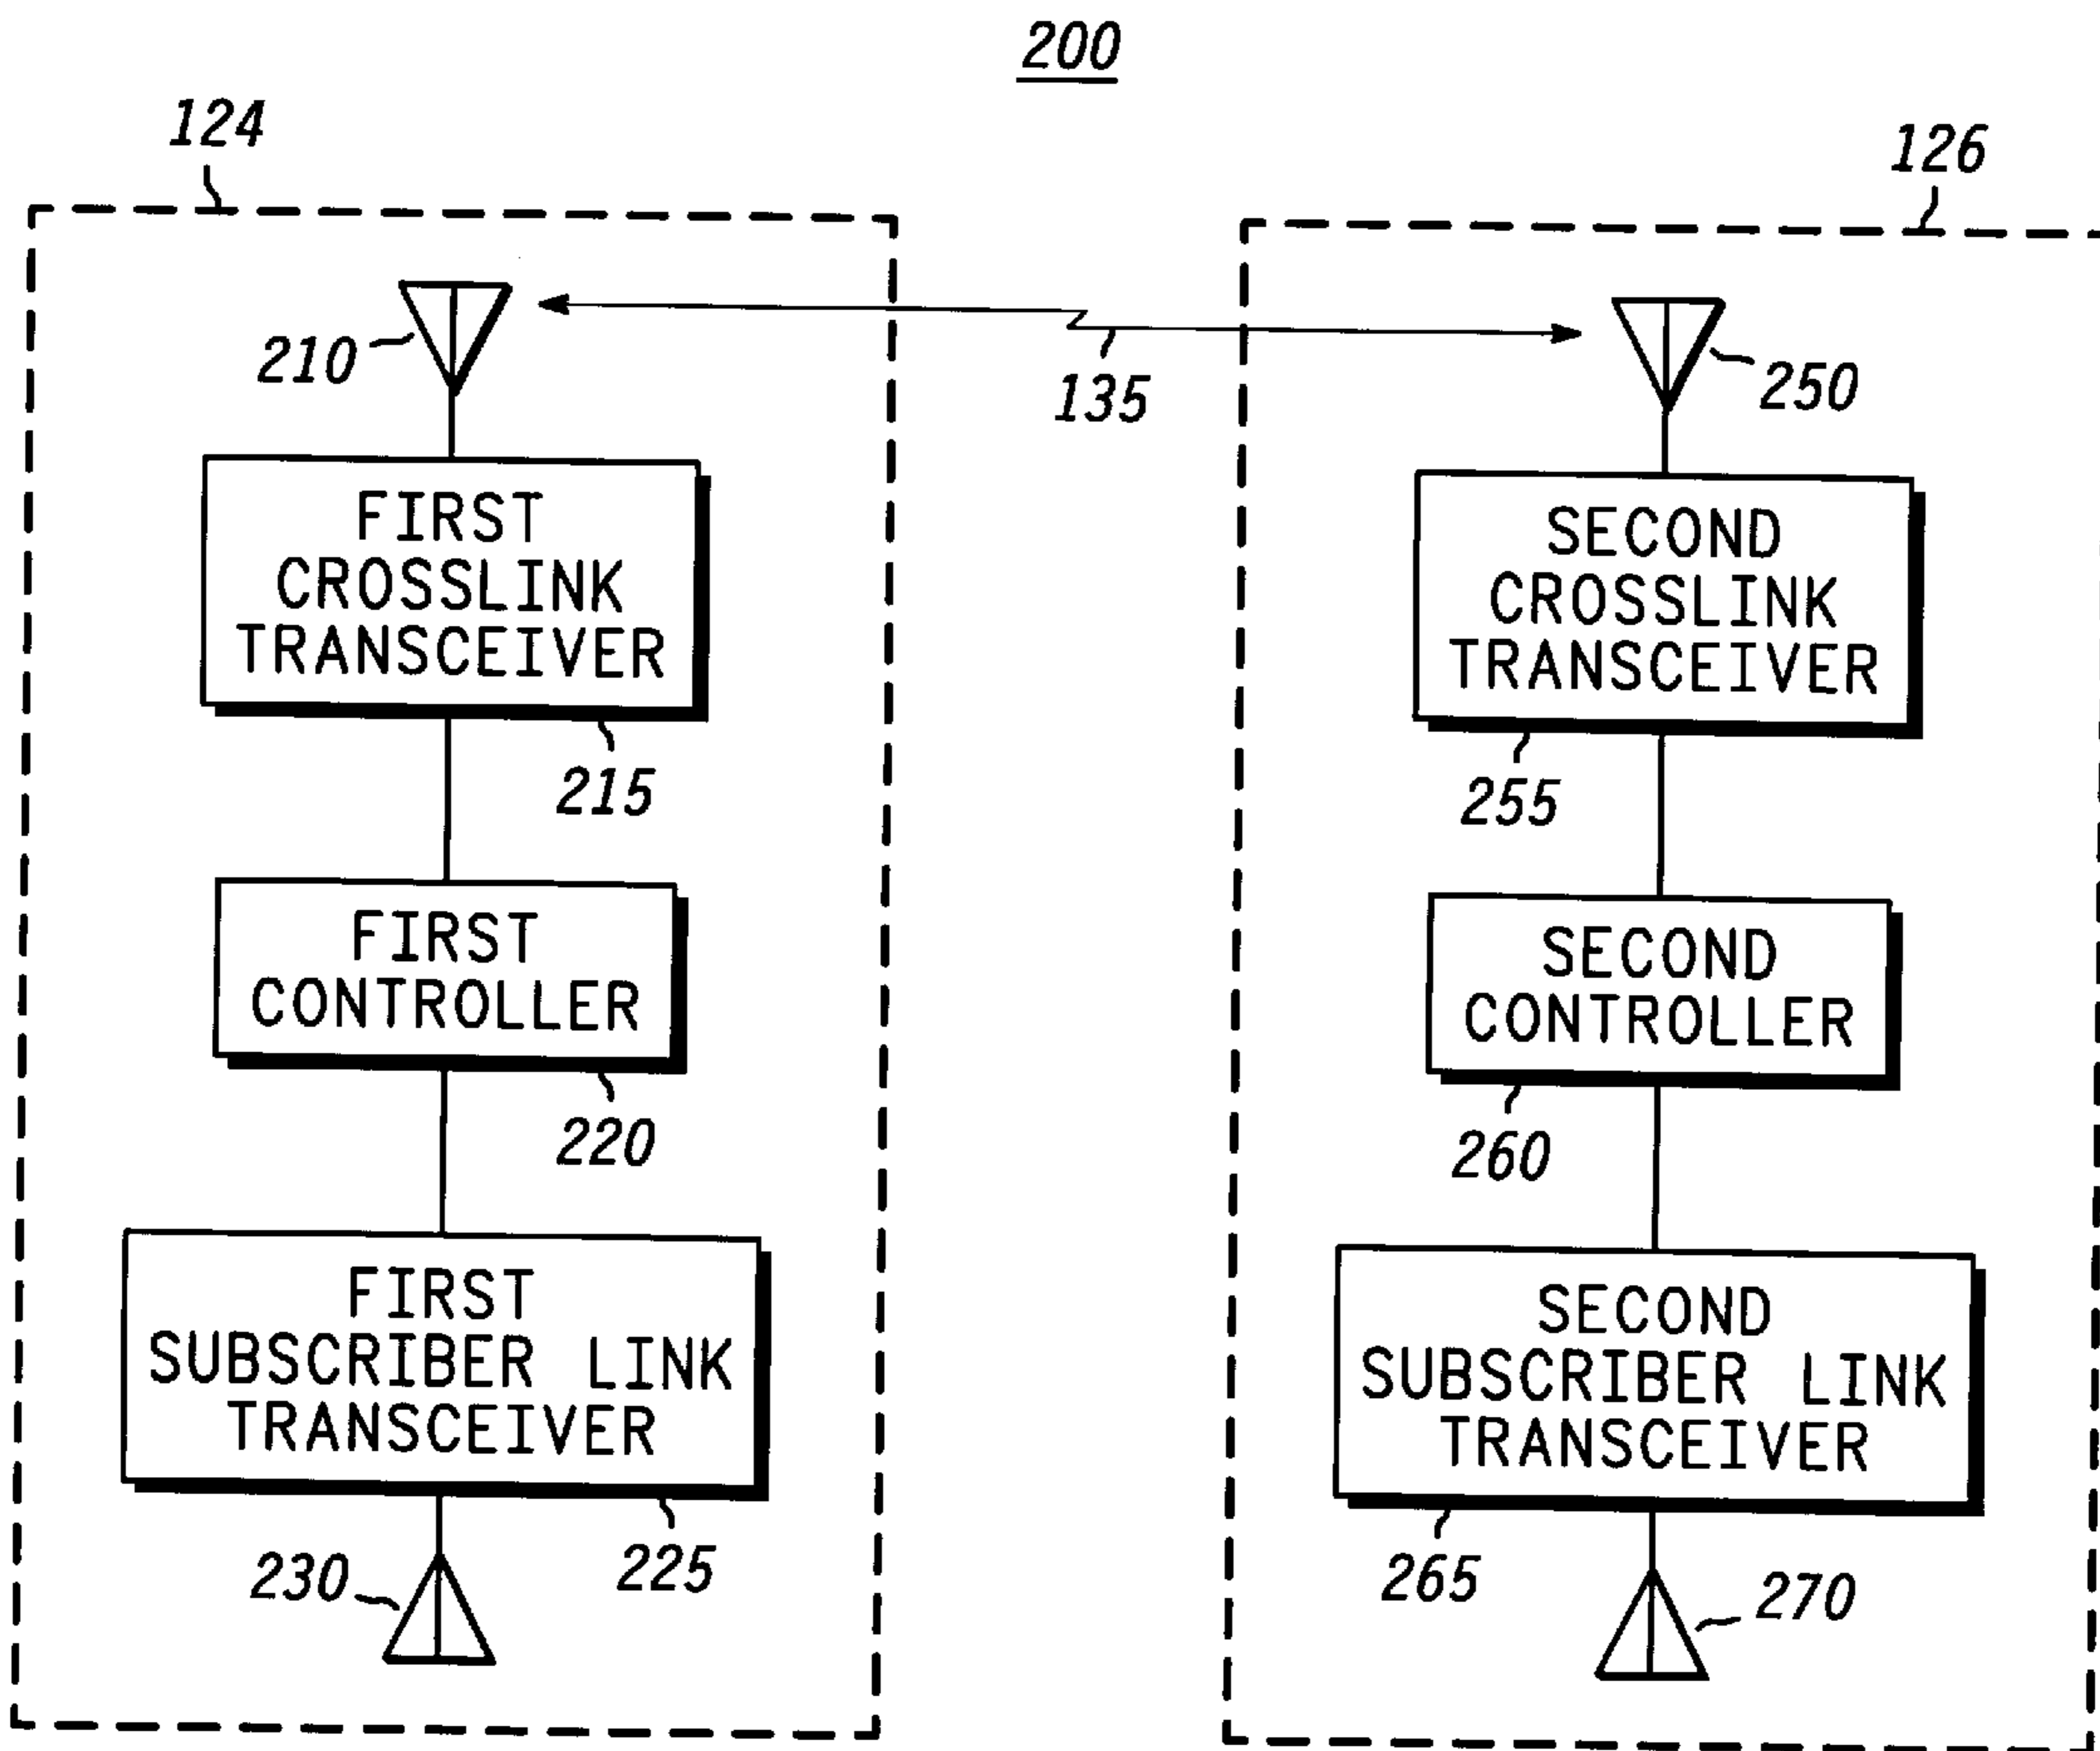 200
124
126
210
135
250
FIRST
CROSSLINK
TRANSCEIVER
215
SECOND
CROSSLINK
TRANSCEIVER
255
FIRST
CONTROLLER
220
SECOND
CONTROLLER
260
FIRST
SUBSCRIBER LINK
TRANSCEIVER
225
230
SECOND
SUBSCRIBER LINK
TRANSCEIVER
265
270